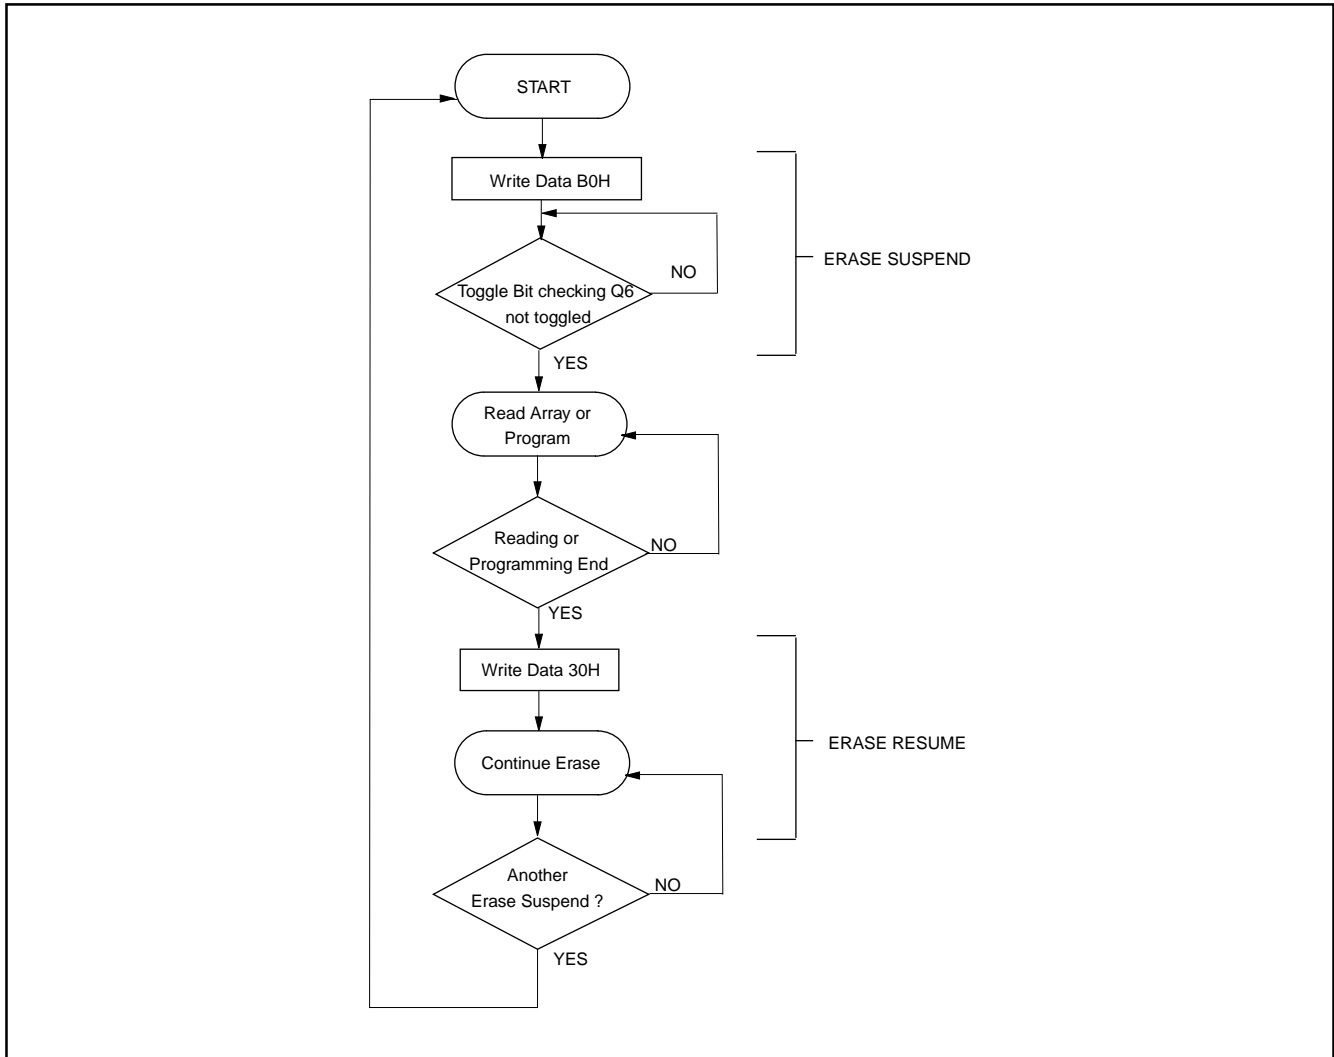 START
Write Data B0H
ERASE SUSPEND
NO
Toggle Bit checking Q6
not toggled
YES
Read Array or
Program
Reading or
Programming End
NO
YES
Write Data 30H
ERASE RESUME
Continue Erase
Another
Erase Suspend ?
NO
YES